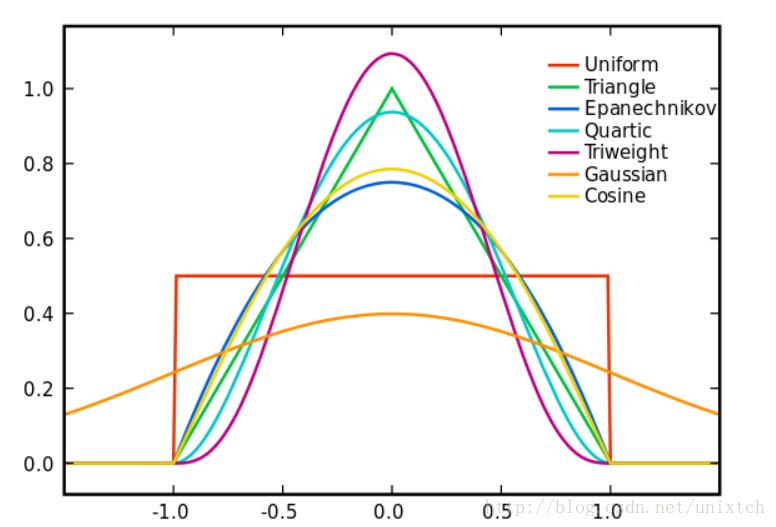 Uniform
Triangle
Epanechnikov
Quartic
Triweight
Gaussian
Cosine
1.0
0.8
0.6
0.4
0.2
0.0
-1.0 -0.5 0.0 0.5 1.0
http://blog.csdn.net/unixtch